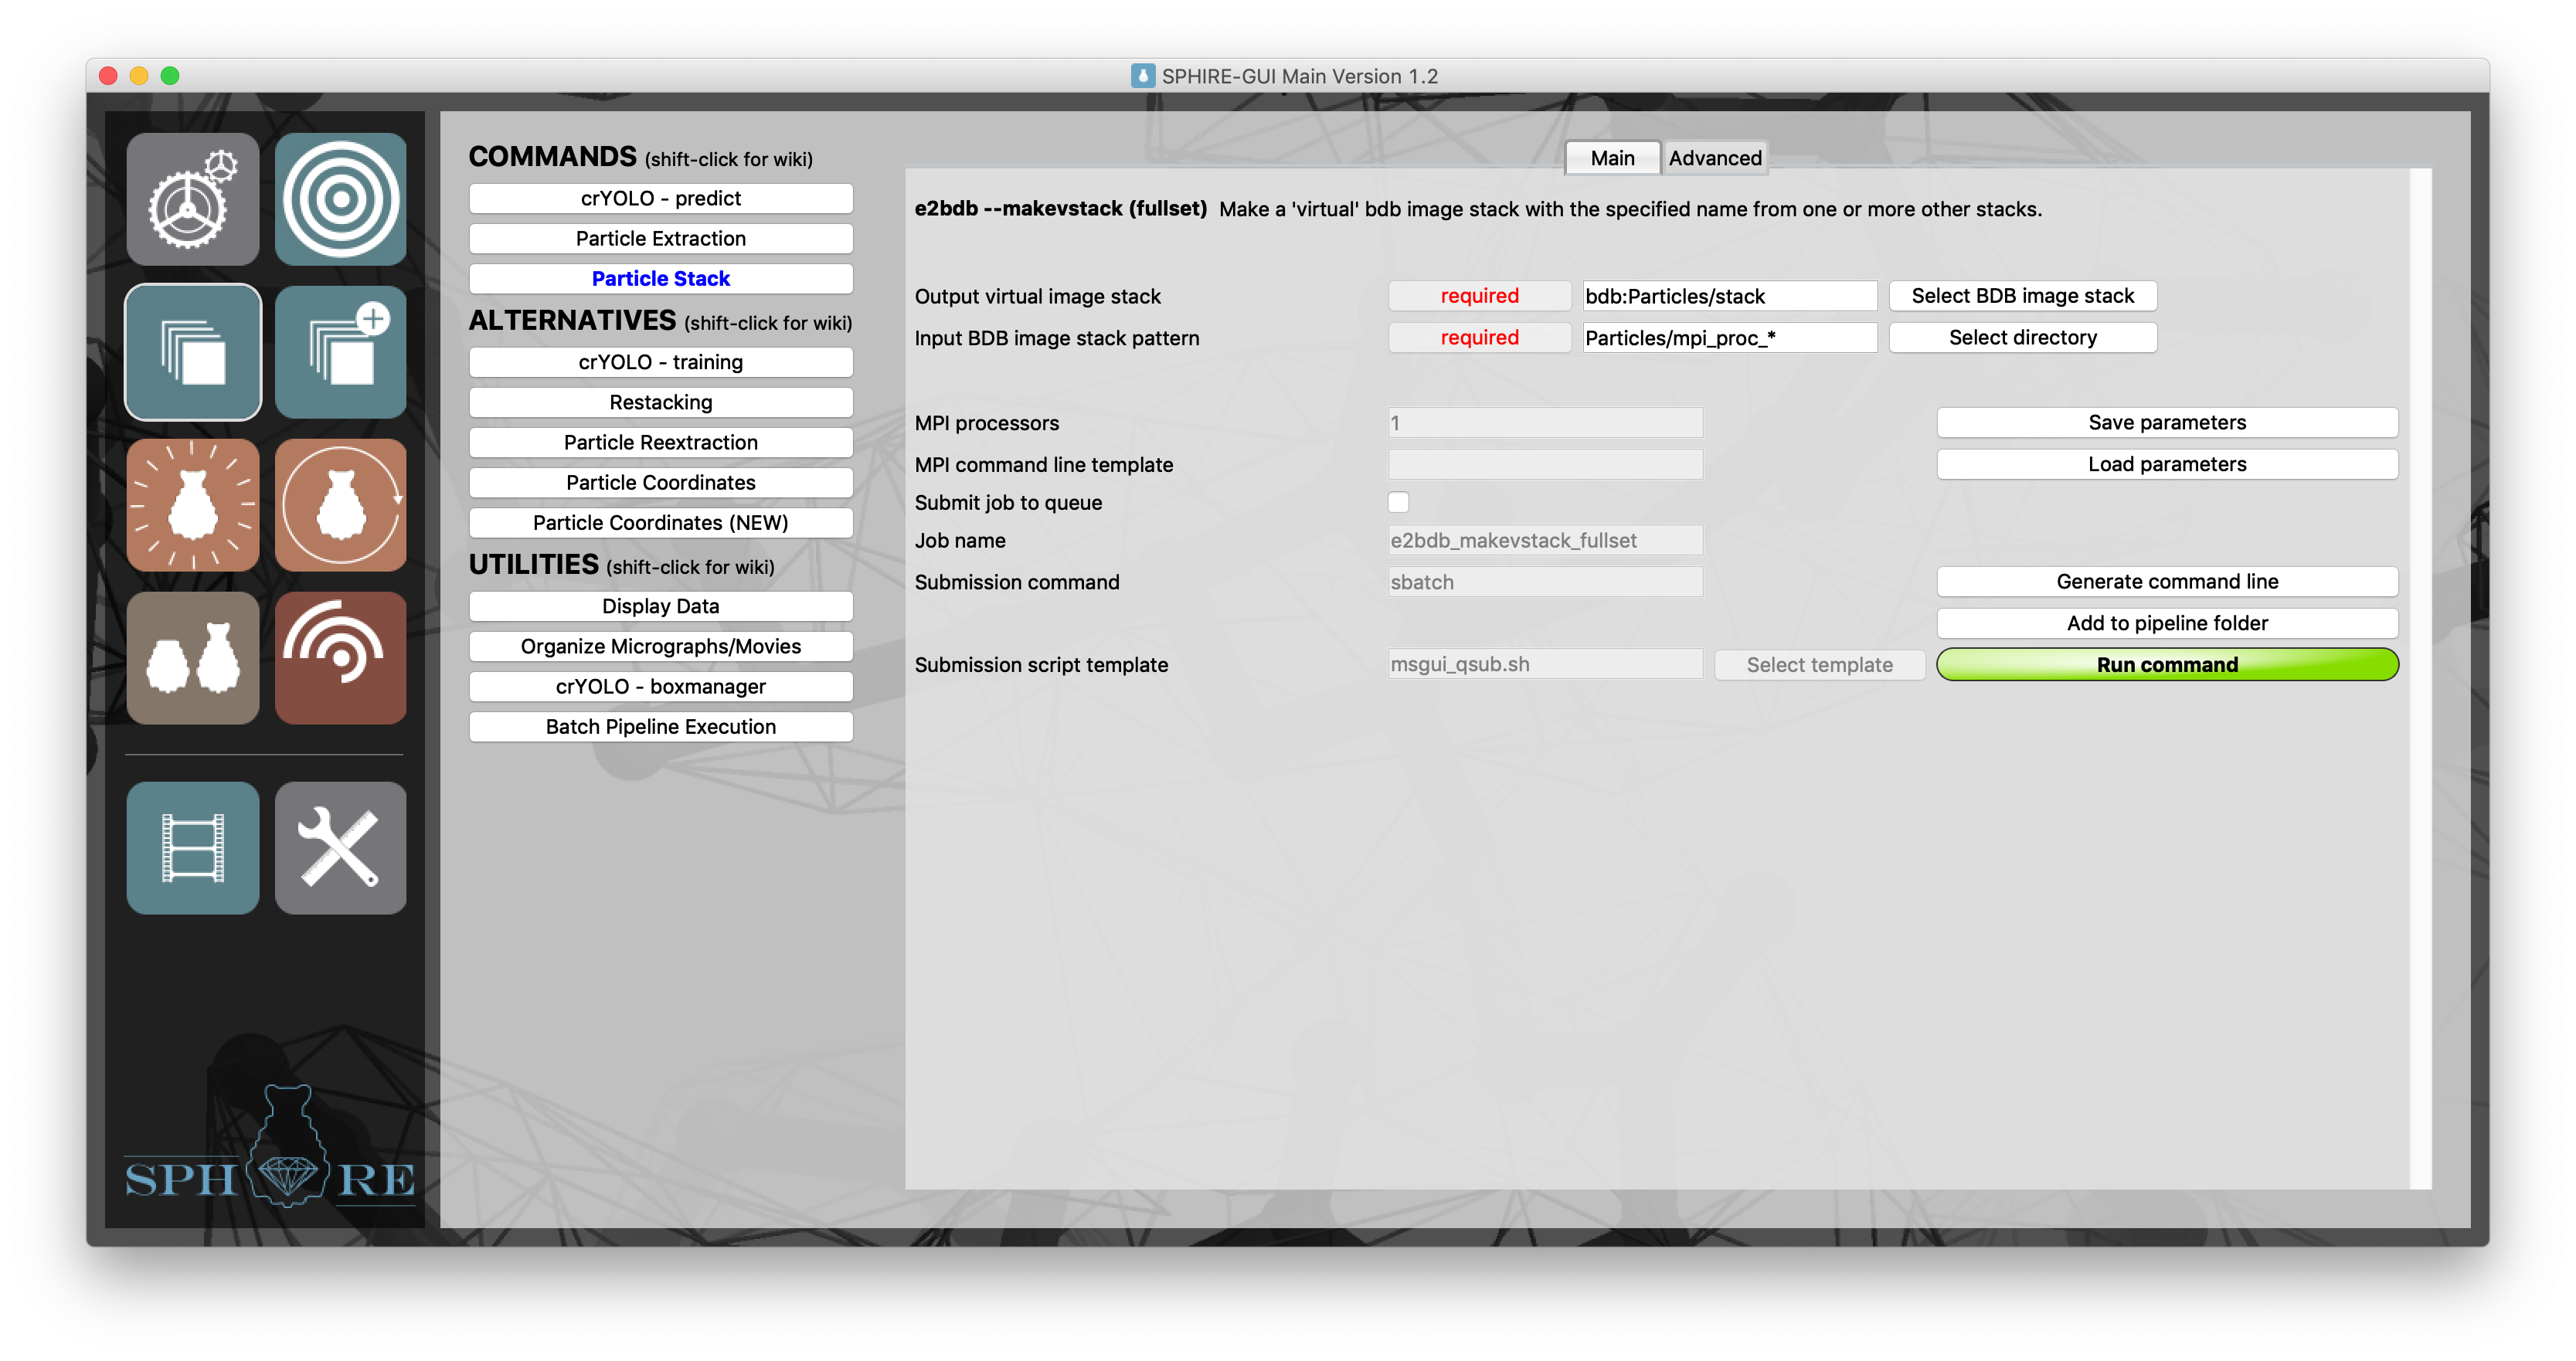 SPHIRE-GUI Main Version 1.2
COMMANDS (shift-click for wiki)
crYOLO - predict
Particle Extraction
Particle Stack
ALTERNATIVES (shift-click for wiki)
crYOLO - training
Restacking
Particle Reextraction
Particle Coordinates
Particle Coordinates (NEW)
UTILITIES (shift-click for wiki)
Display Data
Organize Micrographs/Movies
crYOLO - boxmanager
Batch Pipeline Execution
SPH RE
Main Advanced
e2bdb --makevstack (fullset) Make a 'virtual' bdb image stack with the specified name from one or more other stacks.
Output virtual image stack required bdb:Particles/stack Select BDB image stack
Input BDB image stack pattern required Particles/mpi_proc_* Select directory
MPI processors 1 Save parameters
MPI command line template Load parameters
Submit job to queue
Job name e2bdb_makevstack_fullset
Submission command sbatch Generate command line
Add to pipeline folder
Submission script template msgui_qsub.sh Select template Run command